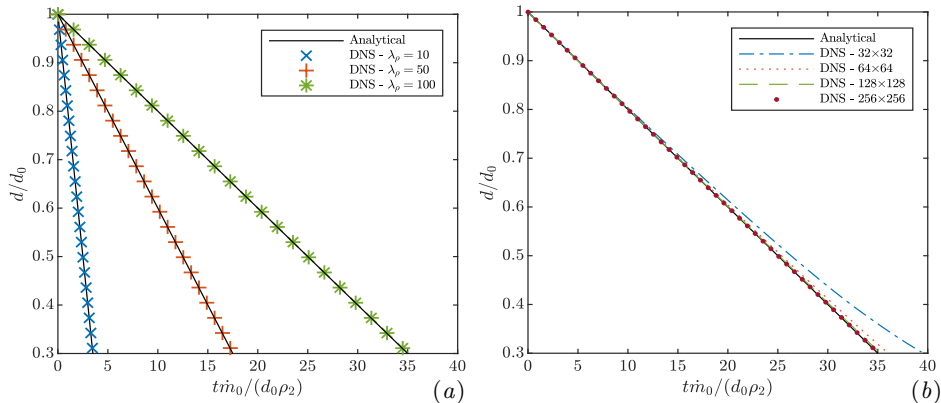 1
0.9
0.8
0.7
0.6
0.5
0.4
0.3
d/d₀
0 5 10 15 20 25 30 35 40
tṁ₀/(d₀ρ₂)
(a)
Analytical
DNS - λρ = 10
DNS - λρ = 50
DNS - λρ = 100
1
0.9
0.8
0.7
0.6
0.5
0.4
0.3
d/d₀
0 5 10 15 20 25 30 35 40
tṁ₀/(d₀ρ₂)
(b)
Analytical
DNS - 32×32
DNS - 64×64
DNS - 128×128
DNS - 256×256